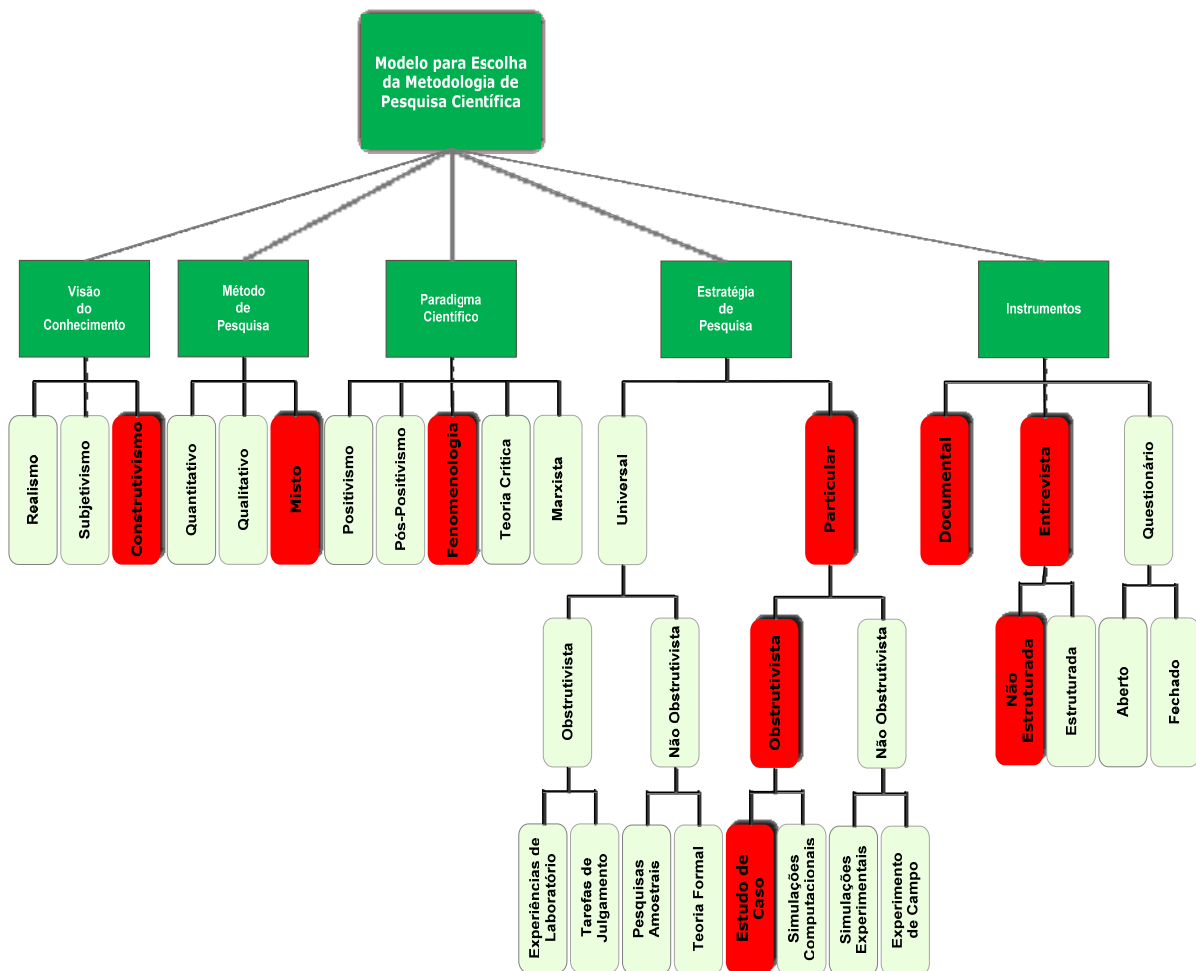 Modelo para Escolha
da Metodologia de
Pesquisa Científica
Visão
do
Conhecimento
Método
de
Pesquisa
Paradigma
Científico
Estratégia
de
Pesquisa
Instrumentos
Realismo
Subjetivismo
Construtivismo
Quantitativo
Qualitativo
Misto
Positivismo
Pós-Positivismo
Fenomenologia
Teoria Crítica
Marxista
Universal
Particular
Documental
Entrevista
Questionário
Obstrutivista
Não Obstrutivista
Obstrutivista
Não Obstrutivista
Não
Estruturada
Estruturada
Aberto
Fechado
Experiências de
Laboratório
Tarefas de
Julgamento
Pesquisas
Amostrais
Teoria Formal
Estudo de
Caso
Simulações
Computacionais
Simulações
Experimentais
Experimento
de Campo